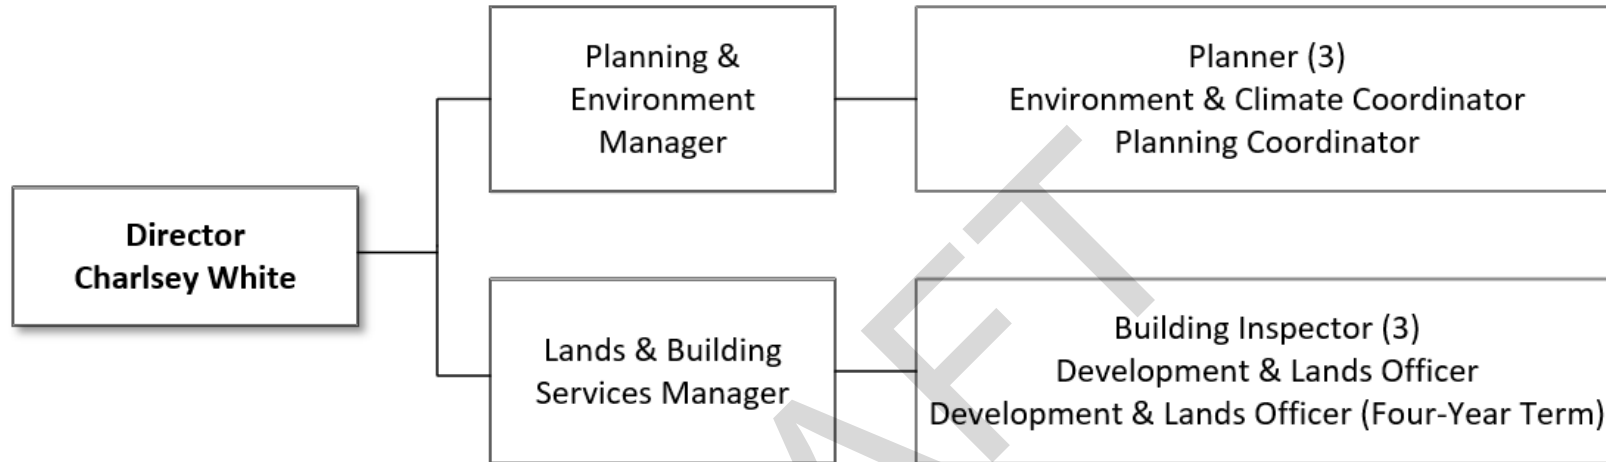 Director
Charlsey White
Planning &
Environment
Manager
Planner (3)
Environment & Climate Coordinator
Planning Coordinator
Lands & Building
Services Manager
Building Inspector (3)
Development & Lands Officer
Development & Lands Officer (Four-Year Term)
AFT